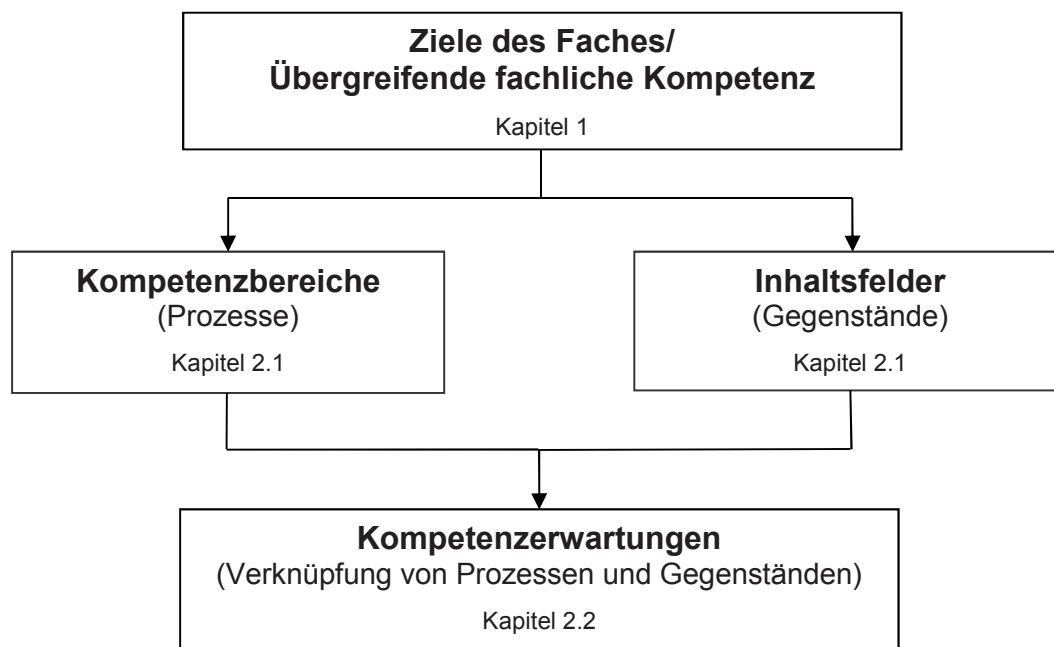 Ziele des Faches/
Übergreifende fachliche Kompetenz
Kapitel 1
Kompetenzbereiche
(Prozesse)
Kapitel 2.1
Inhaltsfelder
(Gegenstände)
Kapitel 2.1
Kompetenzerwartungen
(Verknüpfung von Prozessen und Gegenständen)
Kapitel 2.2